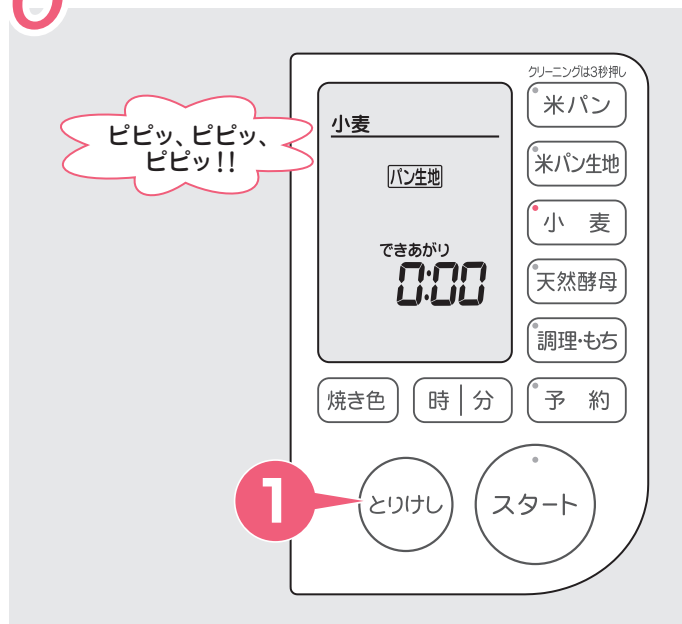 クリーニングは3秒押し
ピピッ、ピピッ、
ピピッ!!
小麦
パン生地
できあがり
0:00
米パン
米パン生地
小 麦
天然酵母
調理・もち
焼き色
時|分
予 約
1
とりけし
スタート